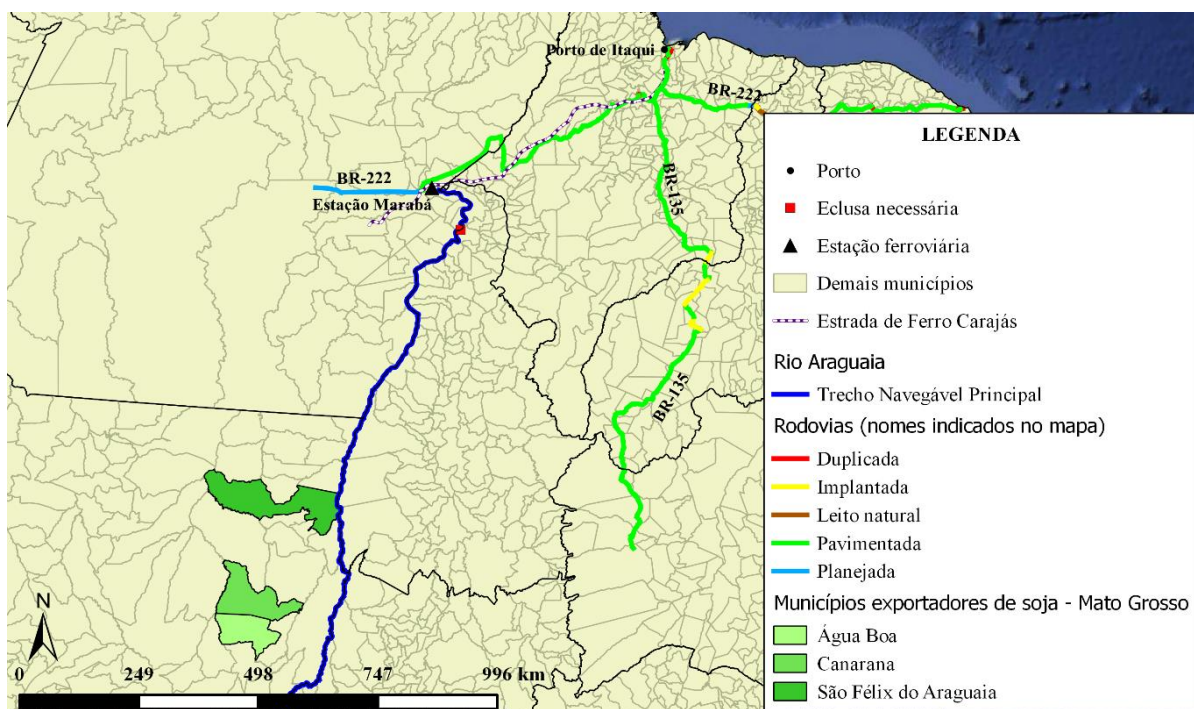 Porto de Itaqui
BR-222
BR-222
Estação Marabá
BR-135
BR-135
N
0 249 498 747 996 km
LEGENDA
Porto
Eclusa necessária
Estação ferroviária
Demais municípios
Estrada de Ferro Carajás
Rio Araguaia
Trecho Navegável Principal
Rodovias (nomes indicados no mapa)
Duplicada
Implantada
Leito natural
Pavimentada
Planejada
Municípios exportadores de soja - Mato Grosso
Água Boa
Canarana
São Félix do Araguaia